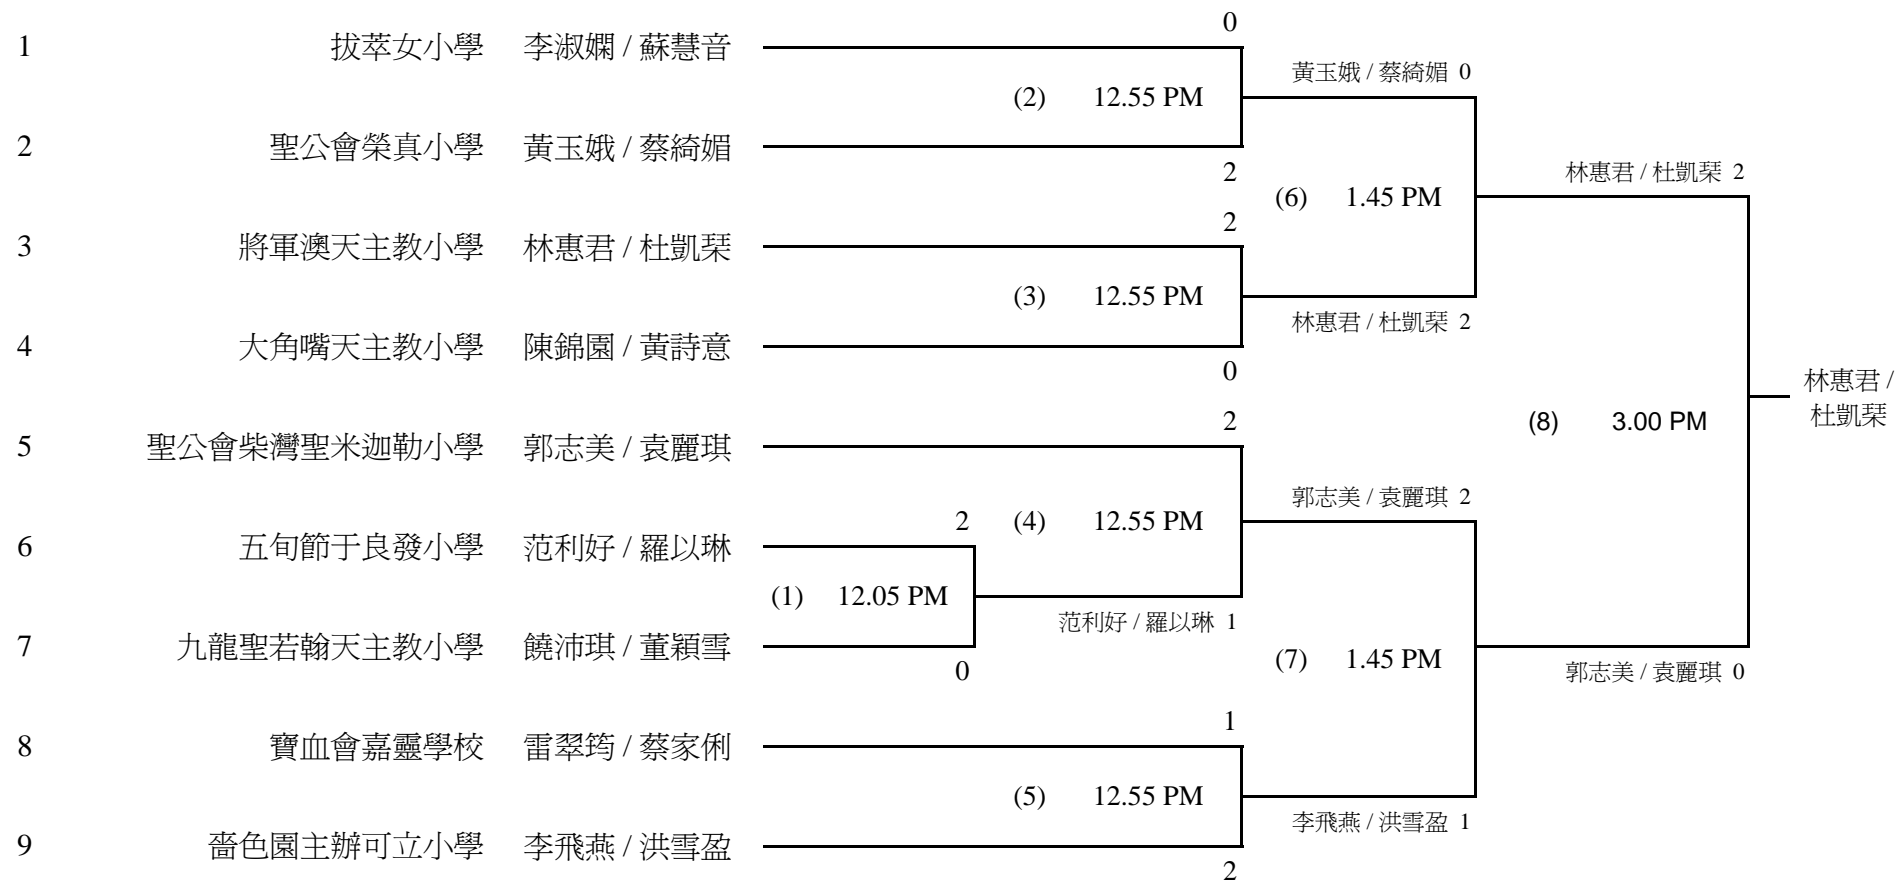 0
1 拔萃女小學 李淑嫻 / 蘇慧音
黃玉娥 / 蔡綺媚 0
(2) 12.55 PM
2 聖公會榮真小學 黃玉娥 / 蔡綺媚
2
林惠君 / 杜凱琹 2
(6) 1.45 PM
2
3 將軍澳天主教小學 林惠君 / 杜凱琹
(3) 12.55 PM
林惠君 / 杜凱琹 2
4 大角嘴天主教小學 陳錦園 / 黃詩意
0
林惠君 /
杜凱琹
2
(8) 3.00 PM
5 聖公會柴灣聖米迦勒小學 郭志美 / 袁麗琪
郭志美 / 袁麗琪 2
2 (4) 12.55 PM
6 五旬節于良發小學 范利好 / 羅以琳
(1) 12.05 PM
范利好 / 羅以琳 1
7 九龍聖若翰天主教小學 饒沛琪 / 董穎雪
(7) 1.45 PM
0
郭志美 / 袁麗琪 0
1
8 寶血會嘉靈學校 雷翠筠 / 蔡家俐
(5) 12.55 PM
李飛燕 / 洪雪盈 1
9 嗇色園主辦可立小學 李飛燕 / 洪雪盈
2